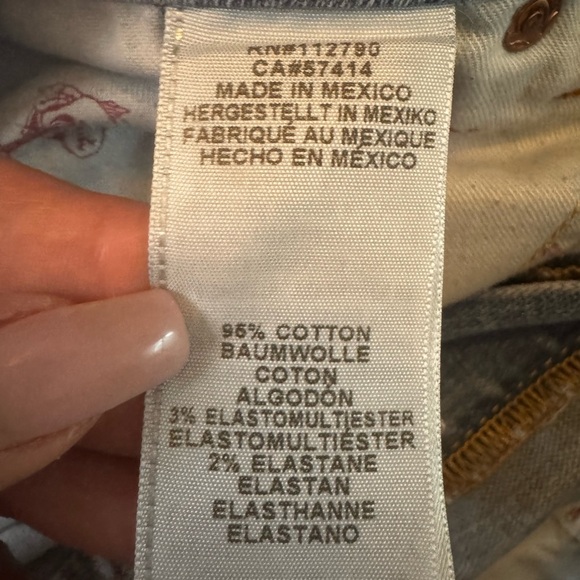 RN#112790
CA#57414
MADE IN MEXICO
HERGESTELLT IN MEXIKO
FABRIQUÉ AU MEXIQUE
HECHO EN MÉXICO
95% COTTON
BAUMWOLLE
COTON
ALGODÓN
3% ELASTOMULTIESTER
ELASTOMULTIÉSTER
2% ELASTANE
ELASTAN
ELASTHANNE
ELASTANO